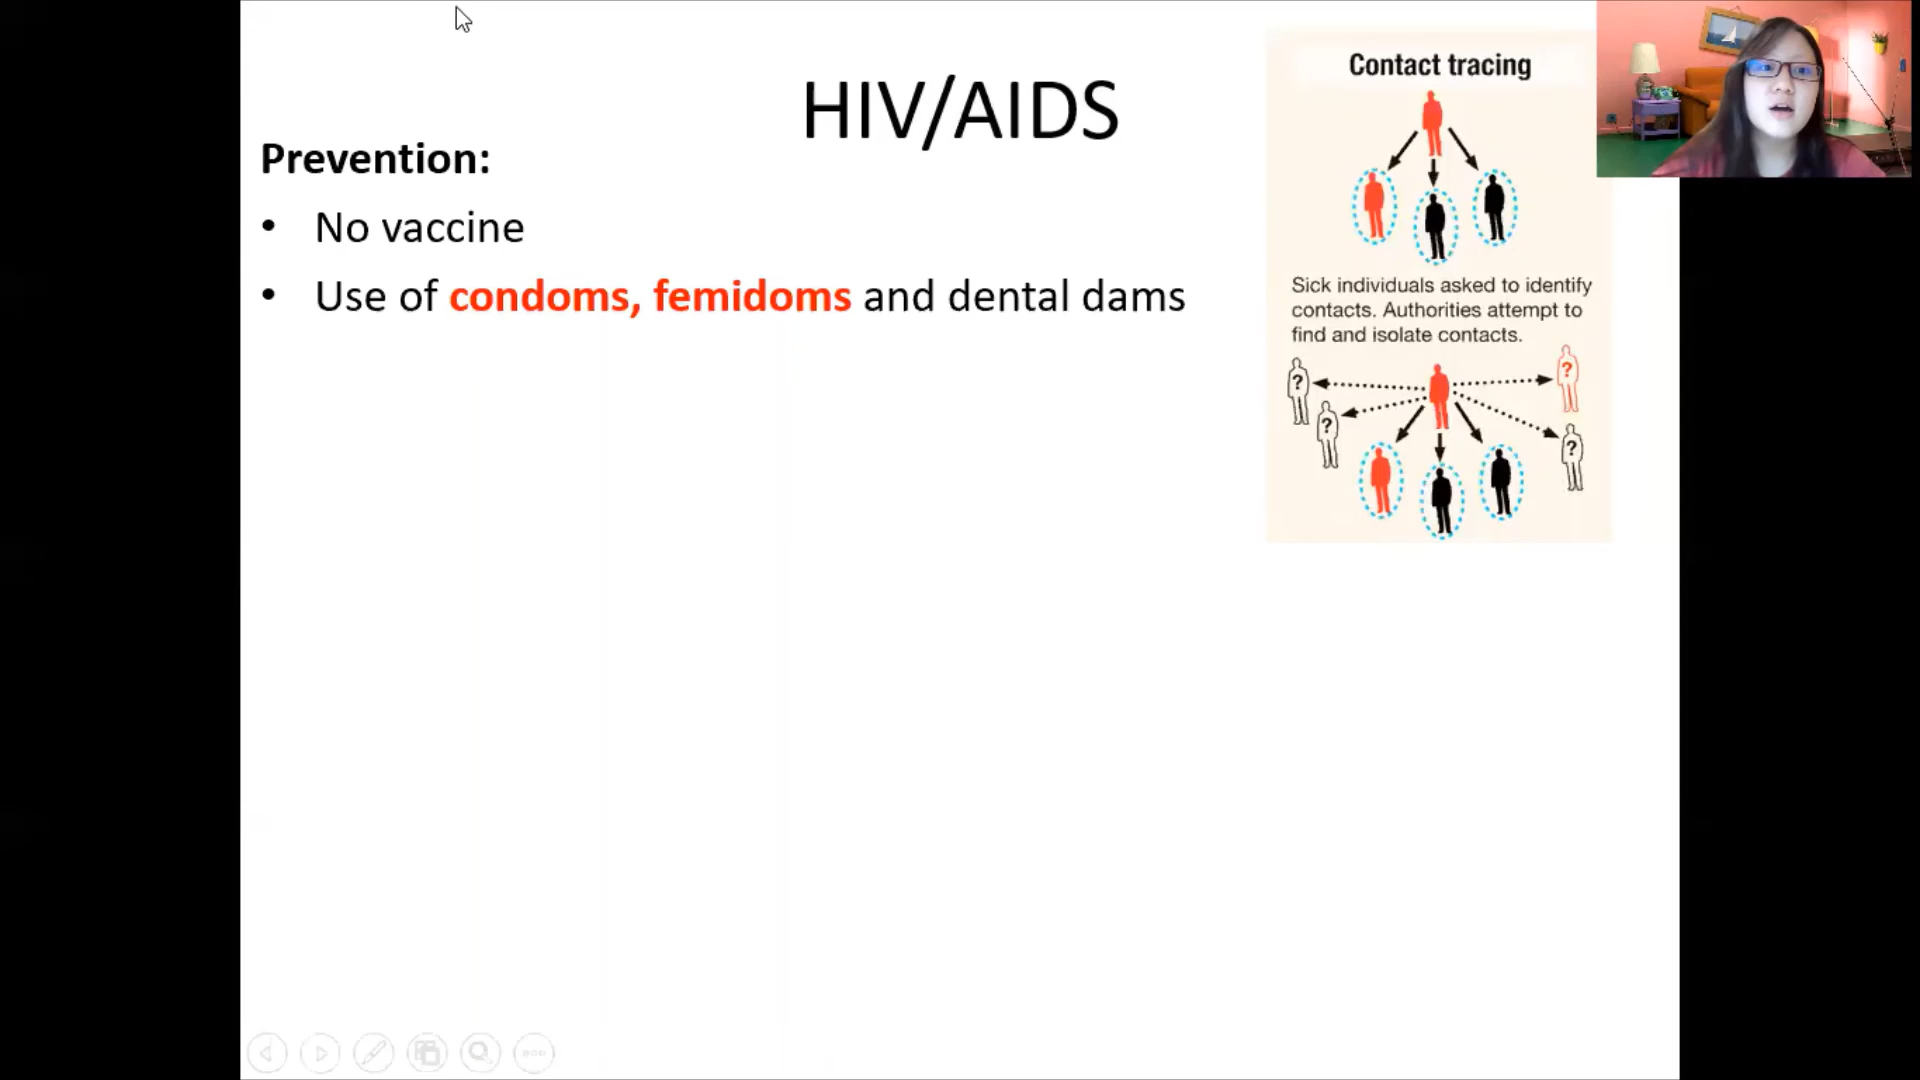 HIV/AIDS
Prevention:
• No vaccine
• Use of condoms, femidoms and dental dams
Contact tracing
Sick individuals asked to identify
contacts. Authorities attempt to
find and isolate contacts.
?
?
?
?